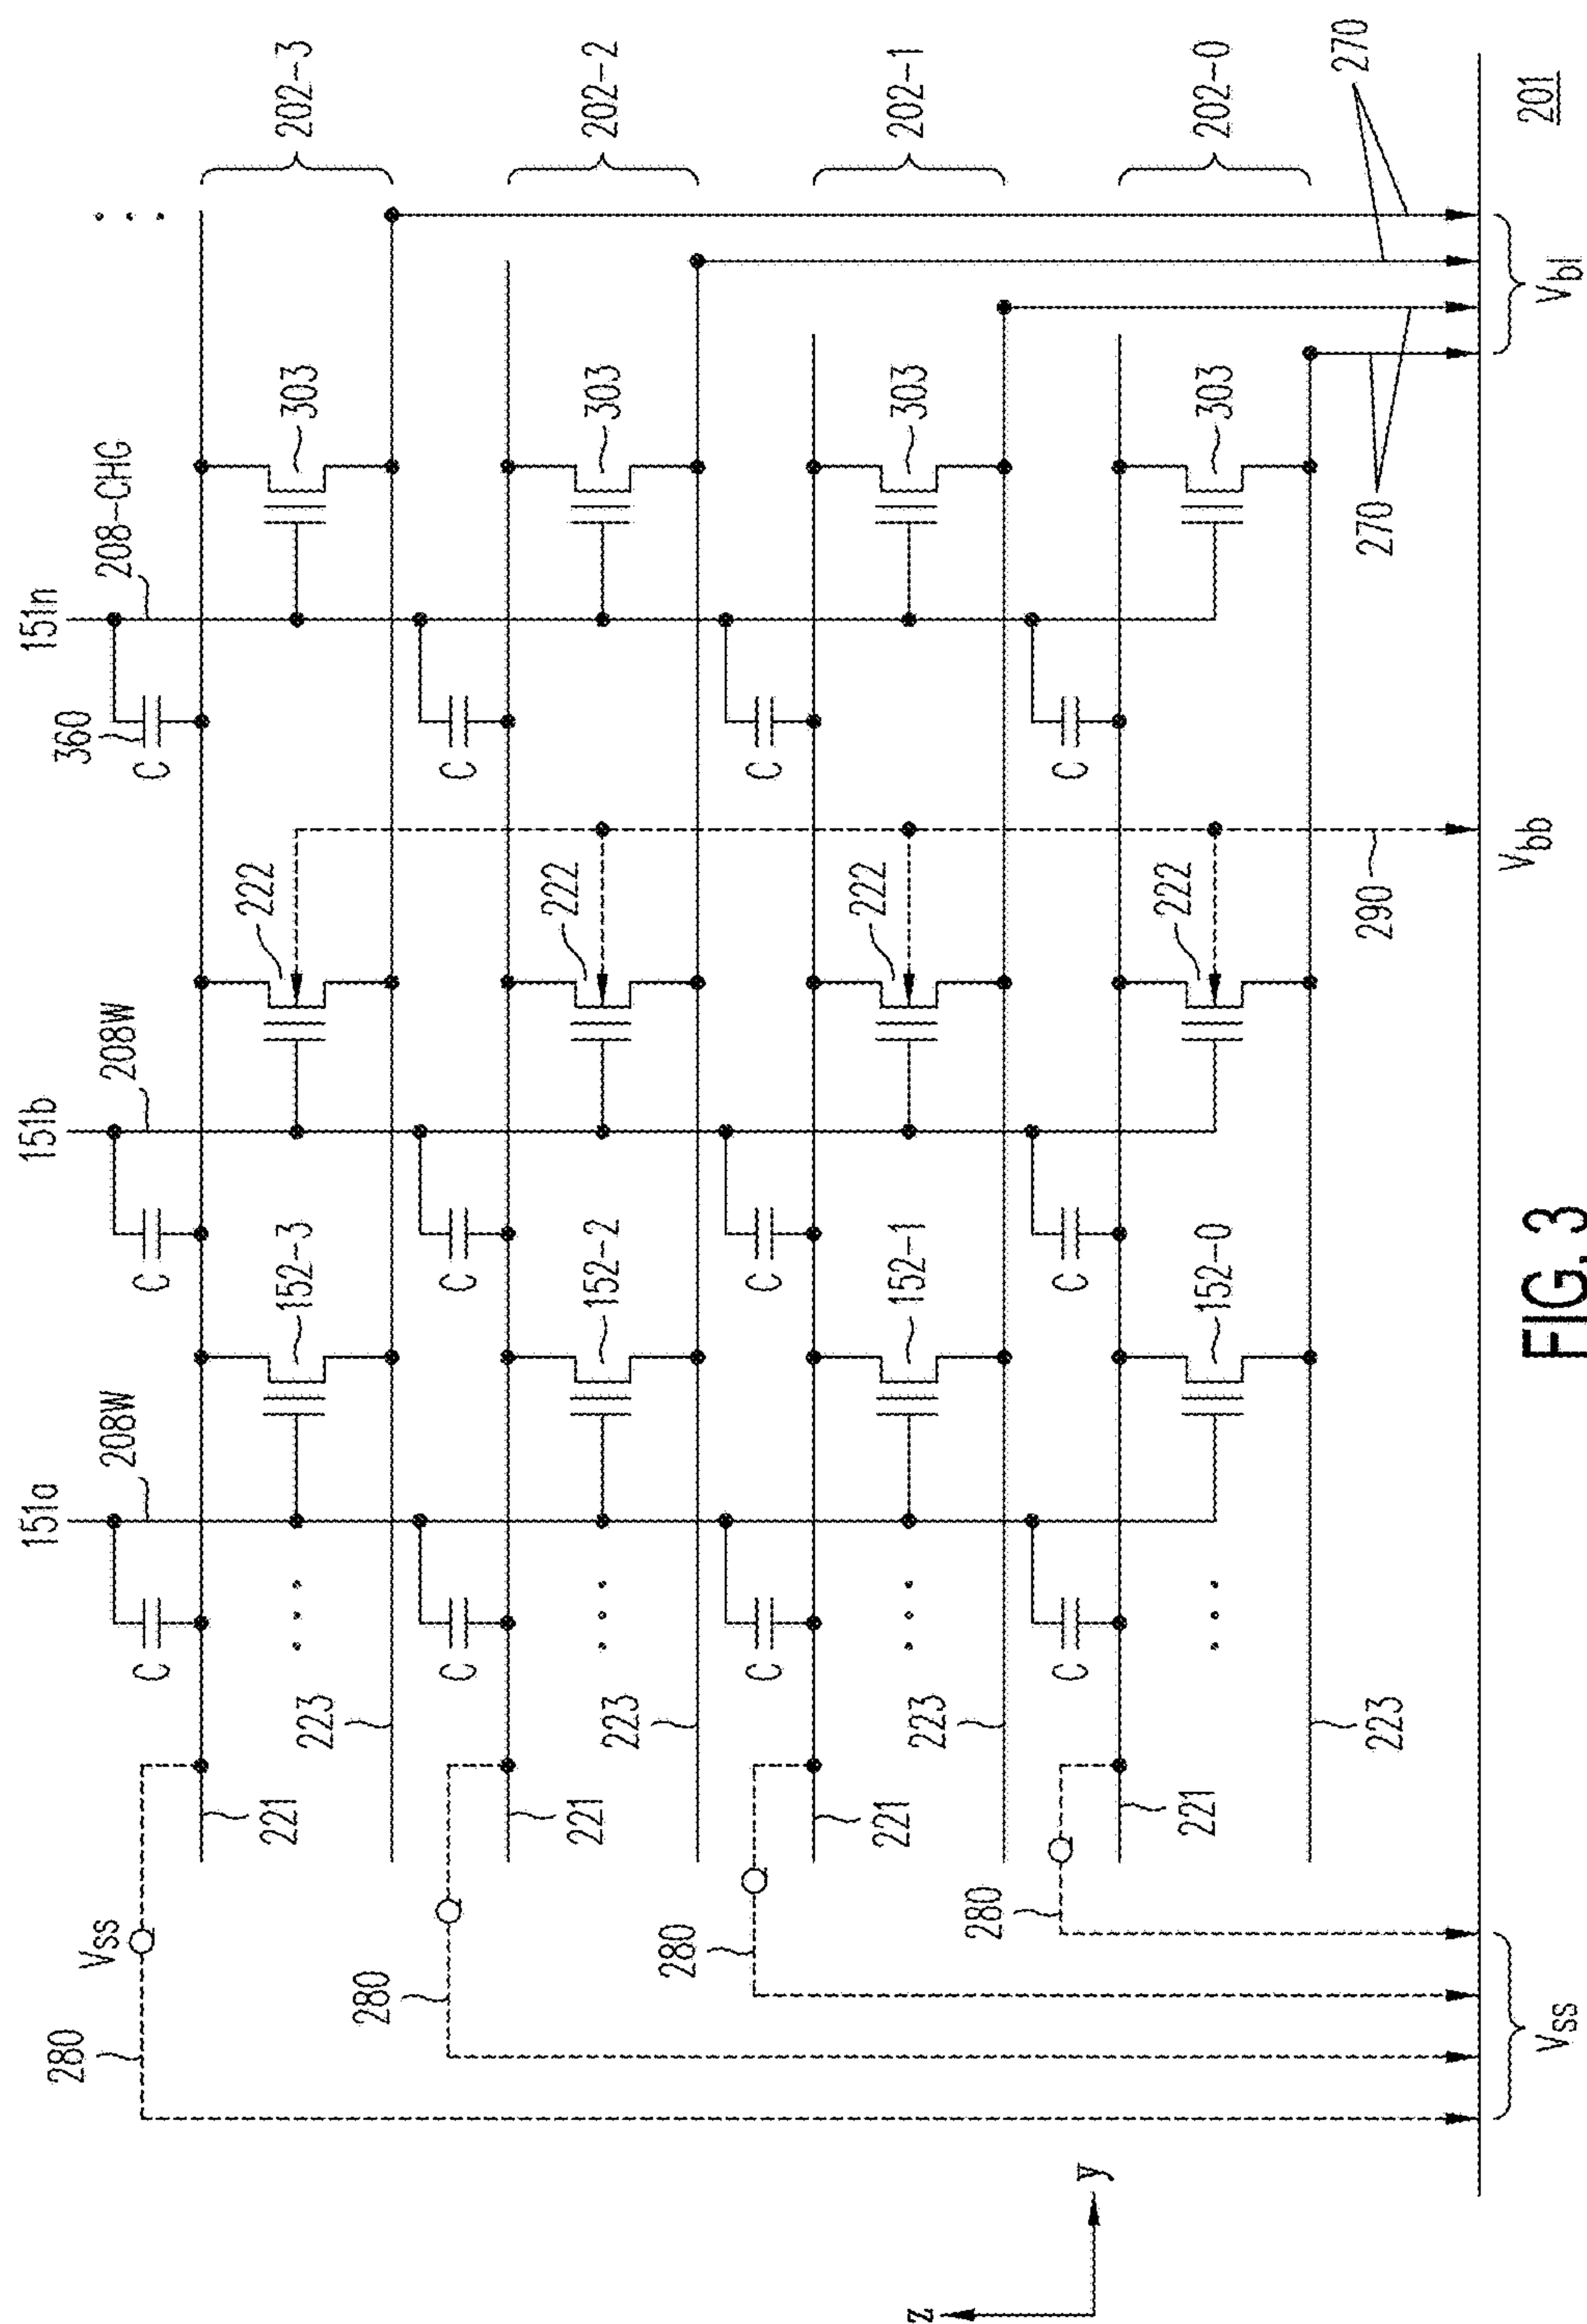 151a 151b 151n
280 Vss 208W 208W 360 208-CHG
C C C
221 223 152-3 222 303 202-3
280 C C C
221 223 152-2 222 303 202-2
280 C C C
221 223 152-1 222 303 202-1
z
280 C C C
y
221 223 152-0 222 303 202-0
223 290 270 270
Vss Vbb Vbl 201
FIG. 3